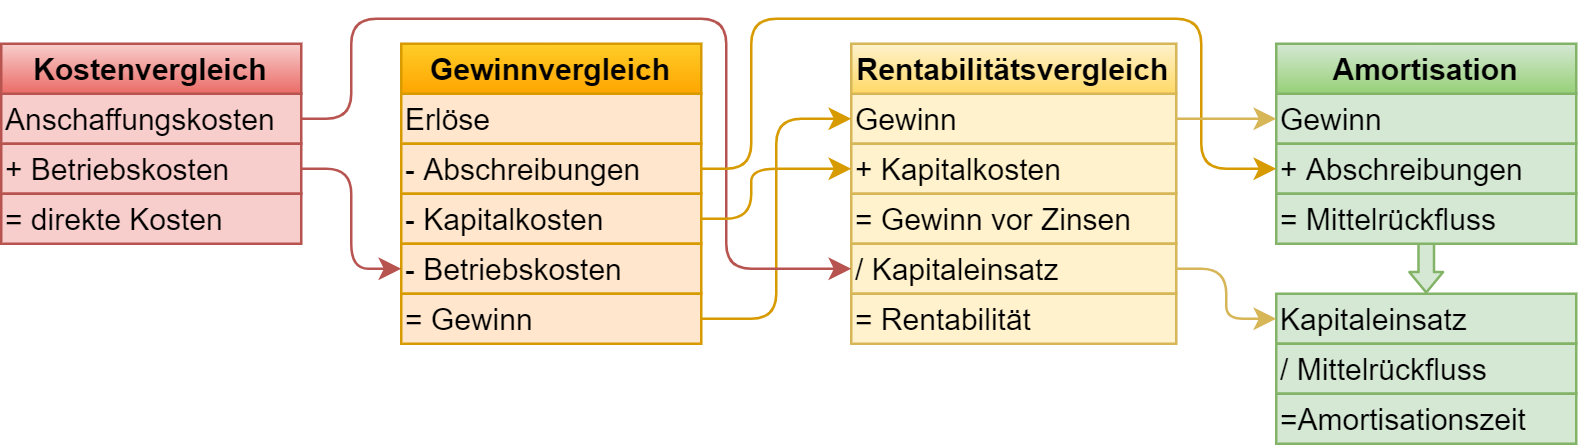 Kostenvergleich
Anschaffungskosten
+ Betriebskosten
= direkte Kosten
Gewinnvergleich
Erlöse
- Abschreibungen
- Kapitalkosten
- Betriebskosten
= Gewinn
Rentabilitätsvergleich
Gewinn
+ Kapitalkosten
= Gewinn vor Zinsen
/ Kapitaleinsatz
= Rentabilität
Amortisation
Gewinn
+ Abschreibungen
= Mittelrückfluss
Kapitaleinsatz
/ Mittelrückfluss
=Amortisationszeit